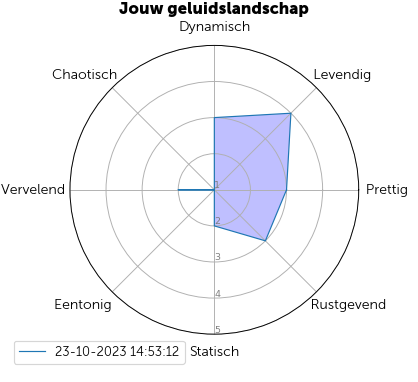 Jouw geluidslandschap
Dynamisch
Chaotisch
Levendig
Vervelend
1
Prettig
2
3
4
Eentonig
Rustgevend
5
23-10-2023 14:53:12
Statisch